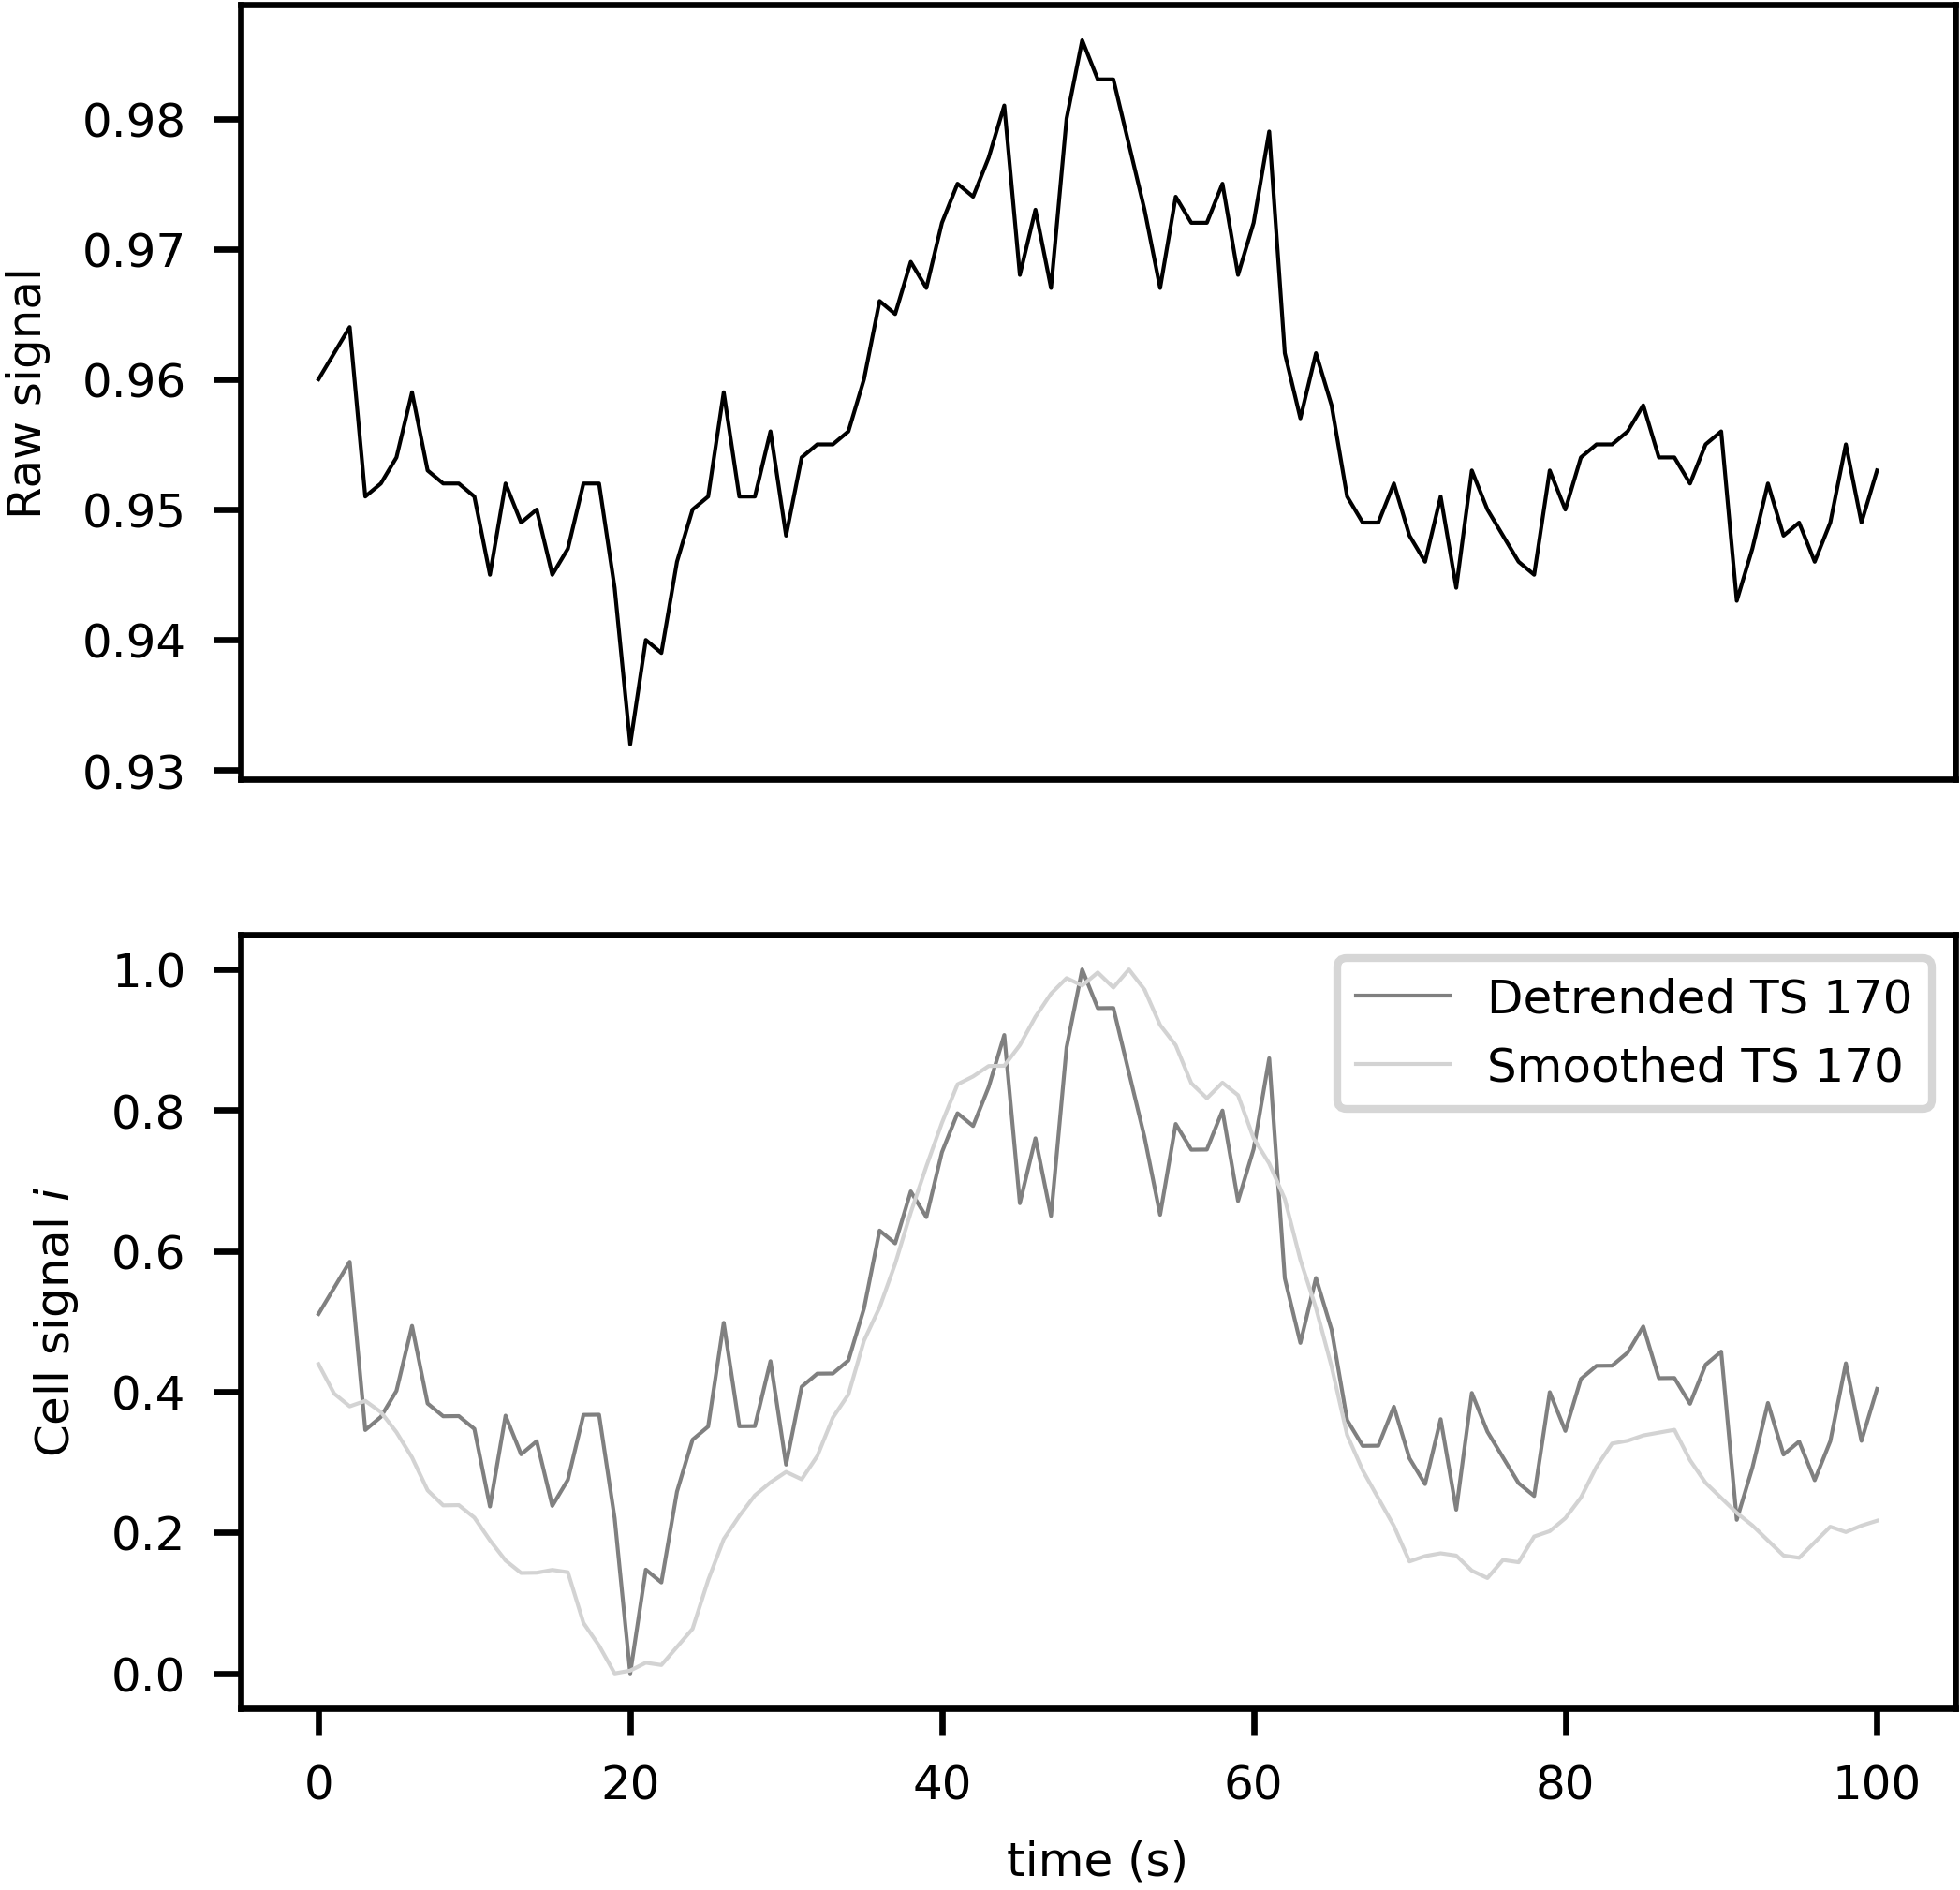 Raw signal
0.98
0.97
0.96
0.95
0.94
0.93
Cell signal i
1.0
0.8
0.6
0.4
0.2
0.0
Detrended TS 170
Smoothed TS 170
0 20 40 60 80 100
time (s)